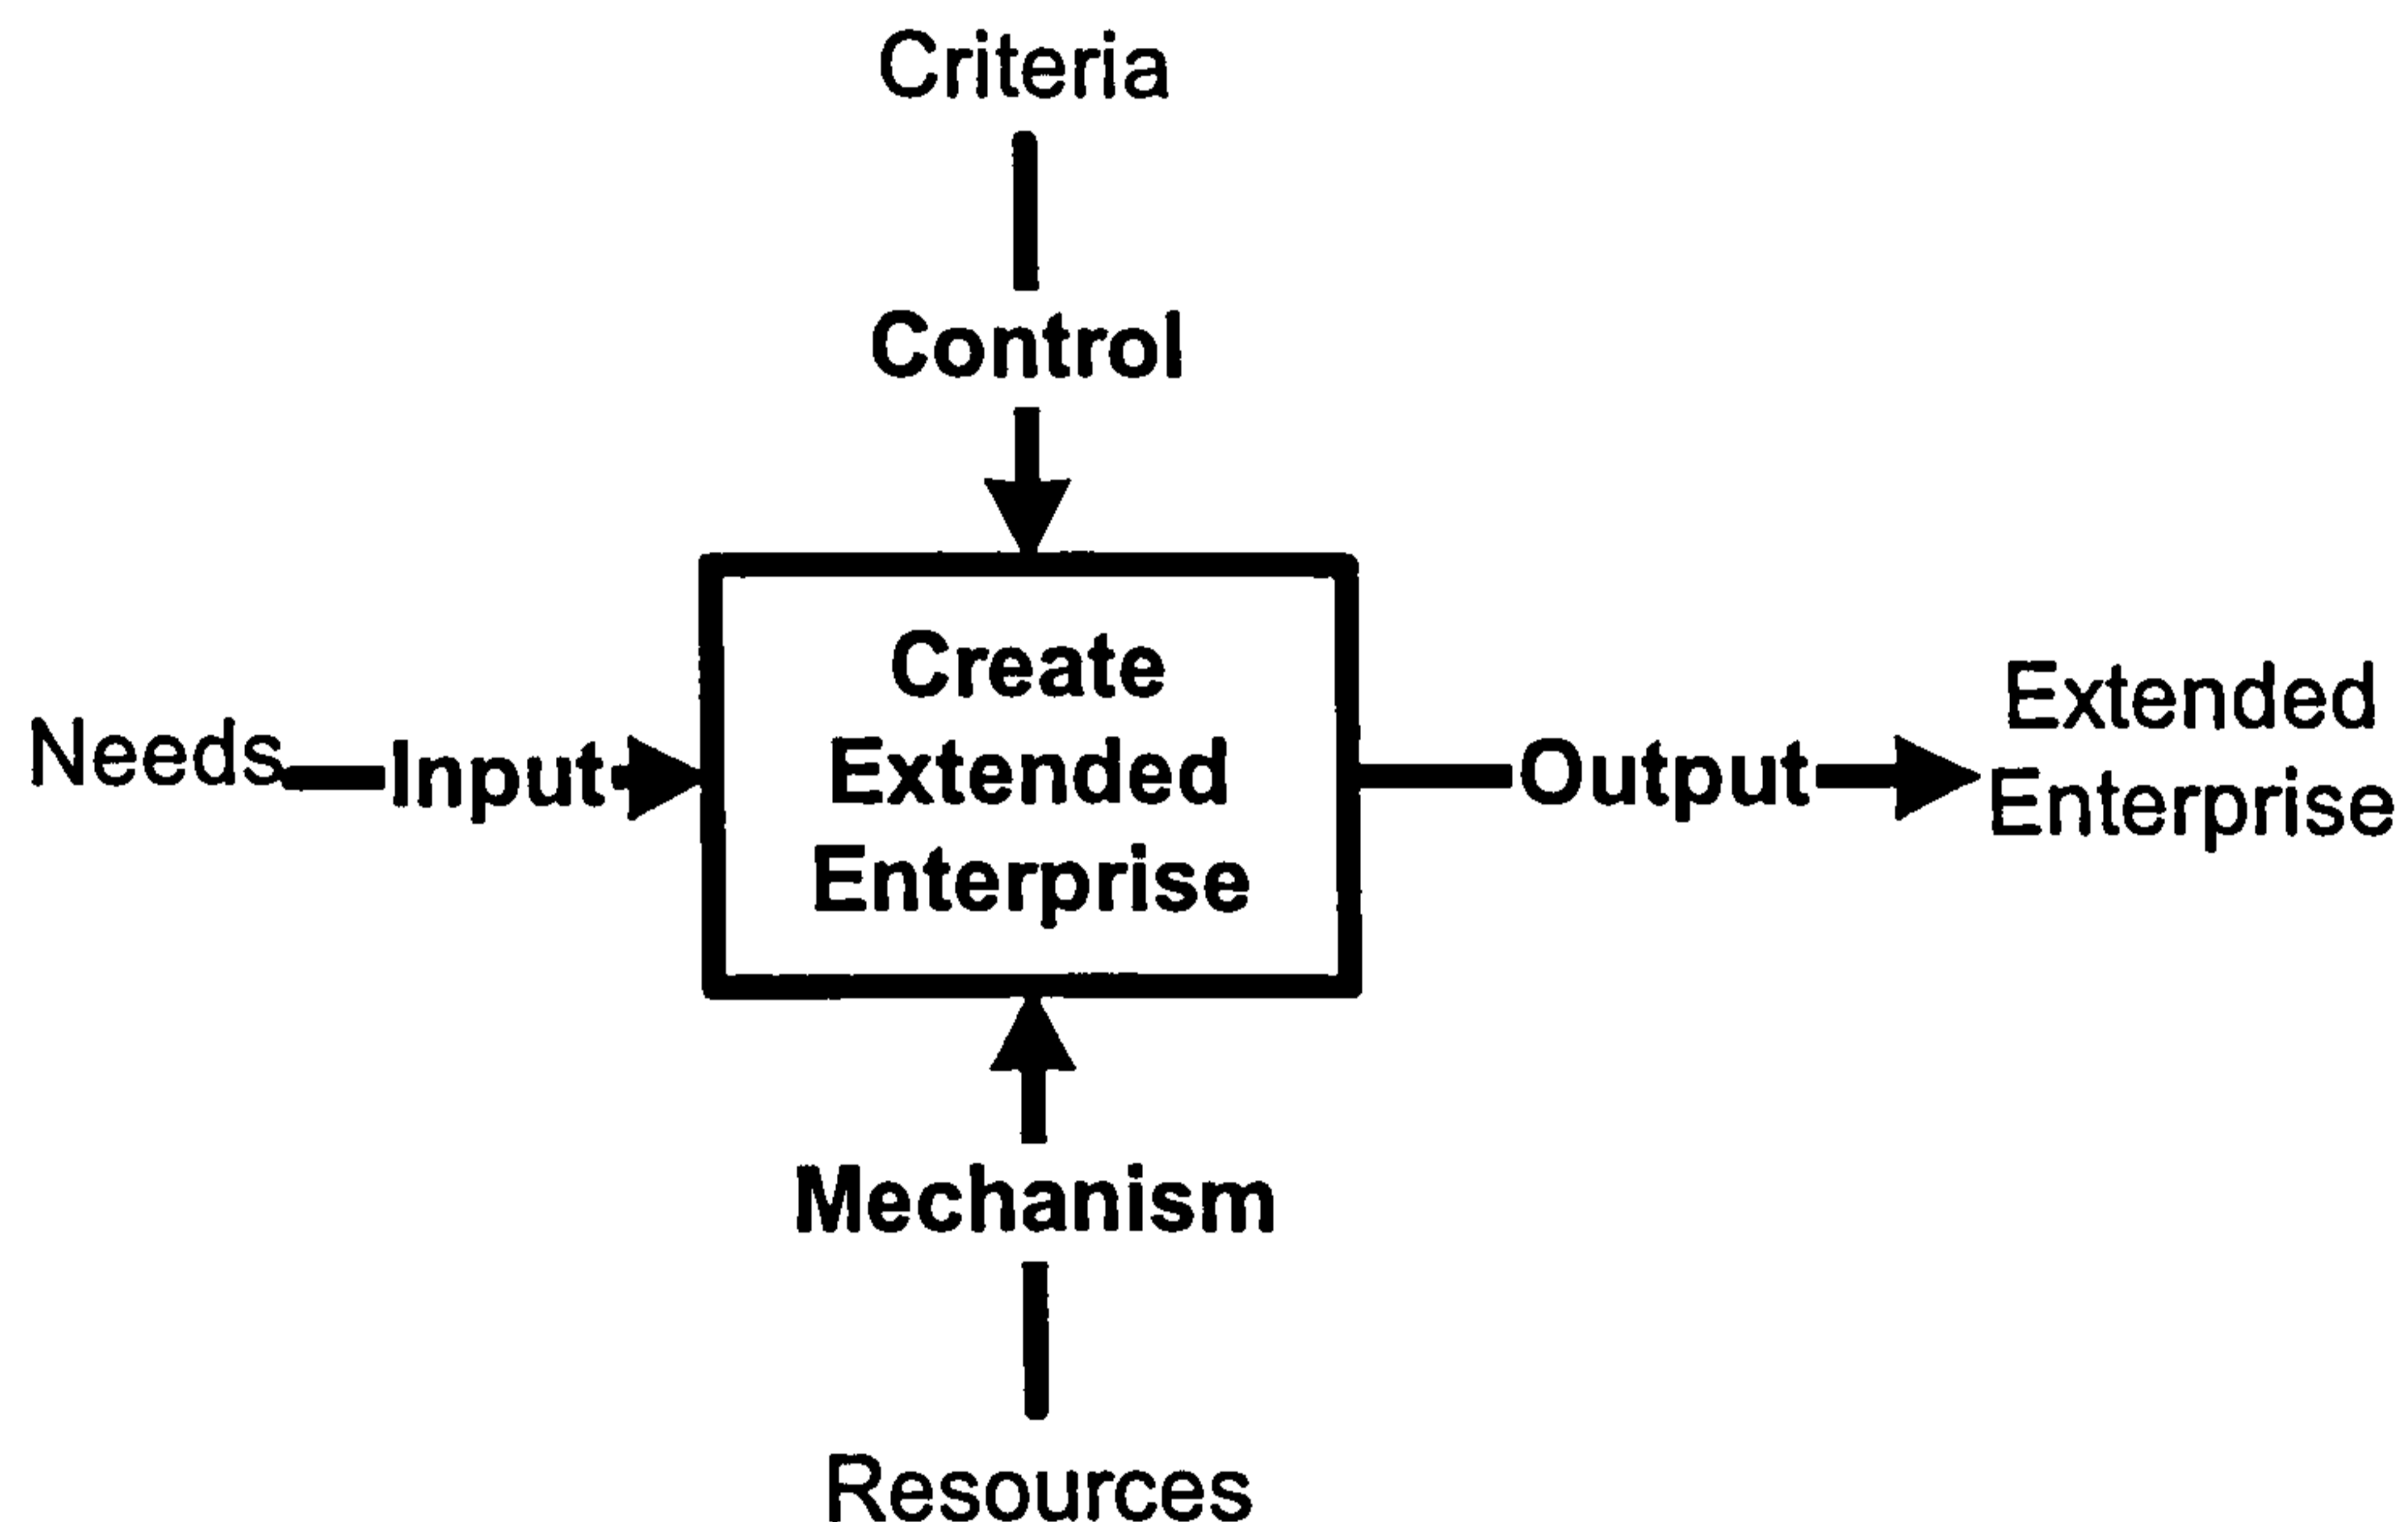 Criteria
Control
Create
Extended
Enterprise
Needs
Input
Output
Extended
Enterprise
Mechanism
Resources